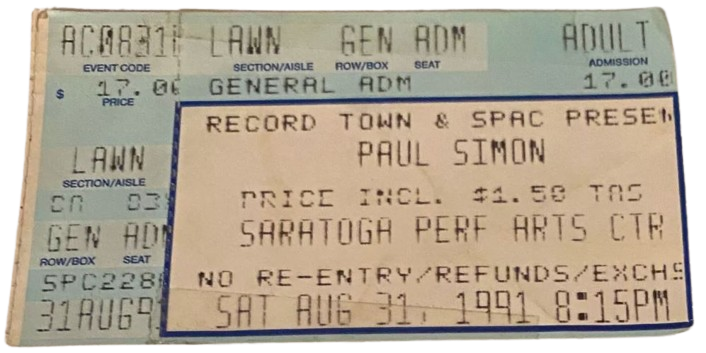 AC0831 LAWN GEN ADM ADULT
EVENT CODE SECTION/AISLE ROW/BOX SEAT ADMISSION
$ 17.00 GENERAL ADM 17.00
PRICE
RECORD TOWN & SPAC PRESEN
PAUL SIMON
LAWN
SECTION/AISLE
PRICE INCL. $1.50 TAS
CA
SARATOGA PERF ARTS CTR
GEN ADM
ROW/BOX SEAT
NO RE-ENTRY/REFUNDS/EXCHS
SPC228
SAT AUG 31, 1991 8:15PM
31AUG9